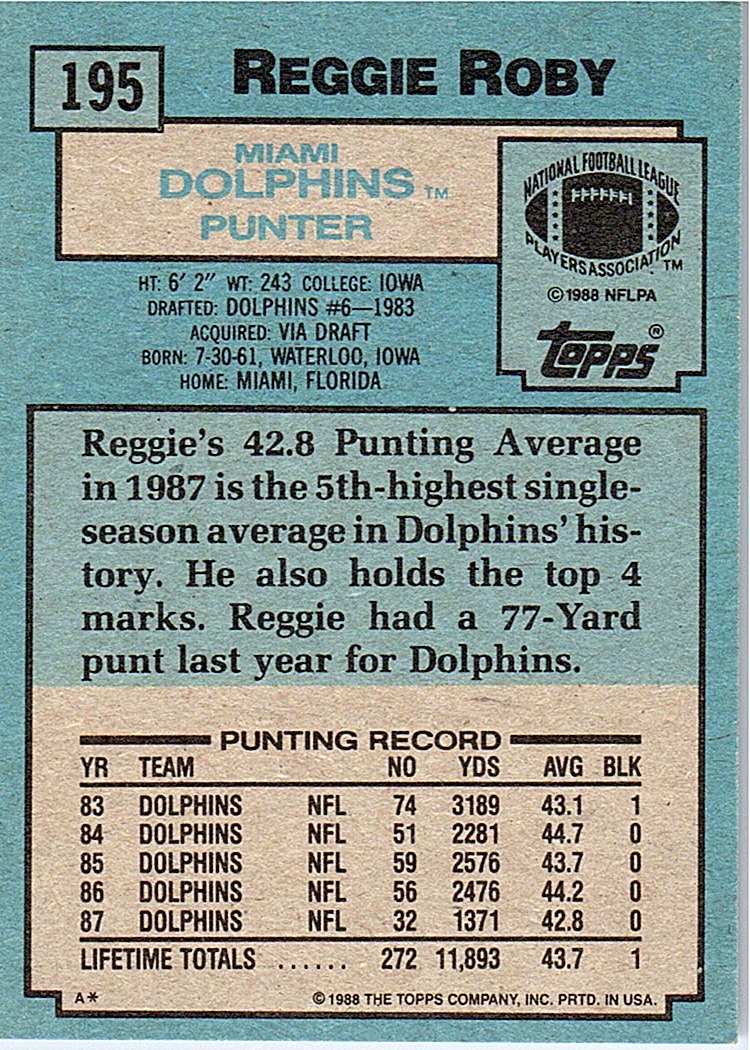 195
REGGIE ROBY
MIAMI
DOLPHINS TM
PUNTER
NATIONAL FOOTBALL LEAGUE
PLAYERS ASSOCIATION TM
© 1988 NFLPA
Topps ®
HT: 6' 2" WT: 243 COLLEGE: IOWA
DRAFTED: DOLPHINS #6—1983
ACQUIRED: VIA DRAFT
BORN: 7-30-61, WATERLOO, IOWA
HOME: MIAMI, FLORIDA
Reggie's 42.8 Punting Average
in 1987 is the 5th-highest single-
season average in Dolphins' his-
tory. He also holds the top 4
marks. Reggie had a 77-Yard
punt last year for Dolphins.
PUNTING RECORD
YR TEAM NO YDS AVG BLK
83 DOLPHINS NFL 74 3189 43.1 1
84 DOLPHINS NFL 51 2281 44.7 0
85 DOLPHINS NFL 59 2576 43.7 0
86 DOLPHINS NFL 56 2476 44.2 0
87 DOLPHINS NFL 32 1371 42.8 0
LIFETIME TOTALS ...... 272 11,893 43.7 1
A* © 1988 THE TOPPS COMPANY, INC. PRTD. IN USA.